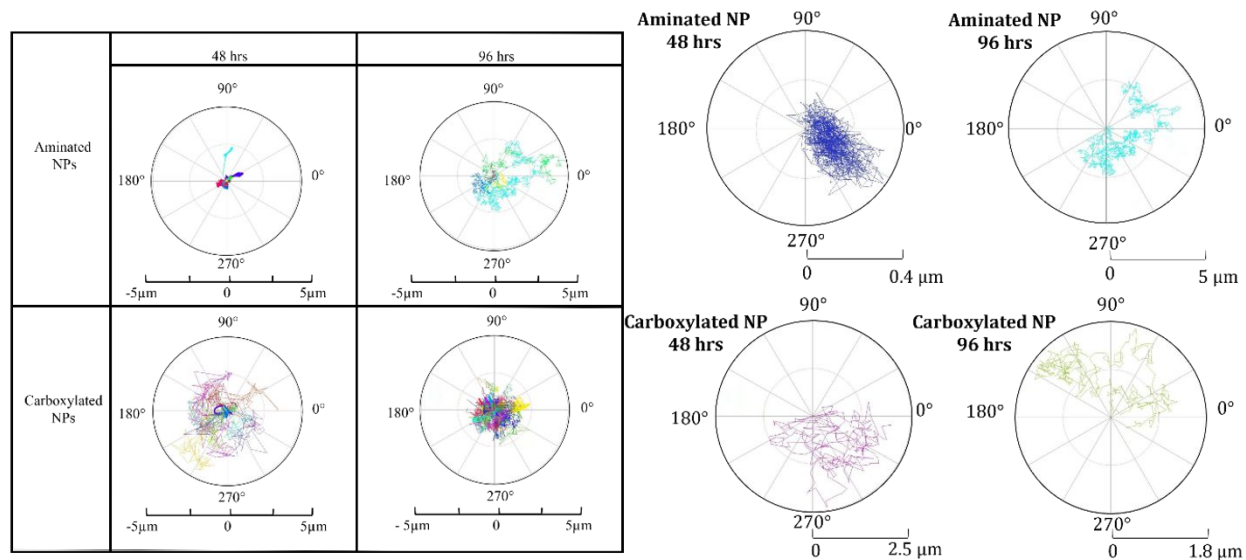 48 hrs
96 hrs
Aminated
NPs
90°
180°
0°
270°
-5µm 0 5µm
90°
180°
0°
270°
-5µm 0 5µm
Carboxylated
NPs
90°
180°
0°
270°
-5µm 0 5µm
90°
180°
0°
270°
- 5µm 0 5µm
Aminated NP
48 hrs
90°
180°
0°
270°
0 0.4 µm
Aminated NP
96 hrs
90°
180°
0°
270°
0 5 µm
Carboxylated NP
48 hrs
90°
180°
0°
270°
0 2.5 µm
Carboxylated NP
96 hrs
90°
180°
0°
270°
0 1.8 µm